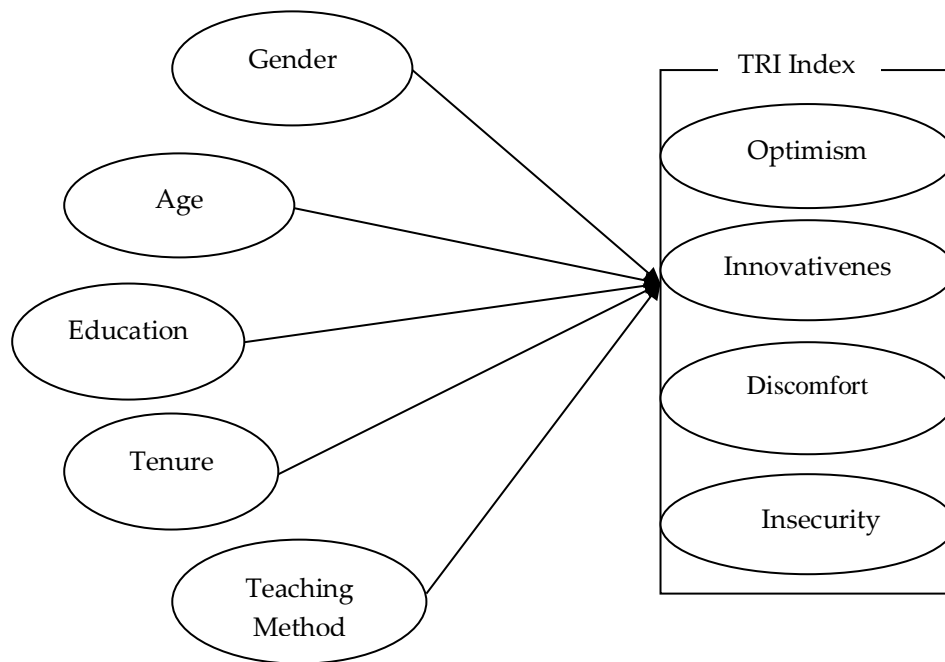 Gender
Age
Education
Tenure
Teaching
Method
TRI Index
Optimism
Innovativenes
Discomfort
Insecurity